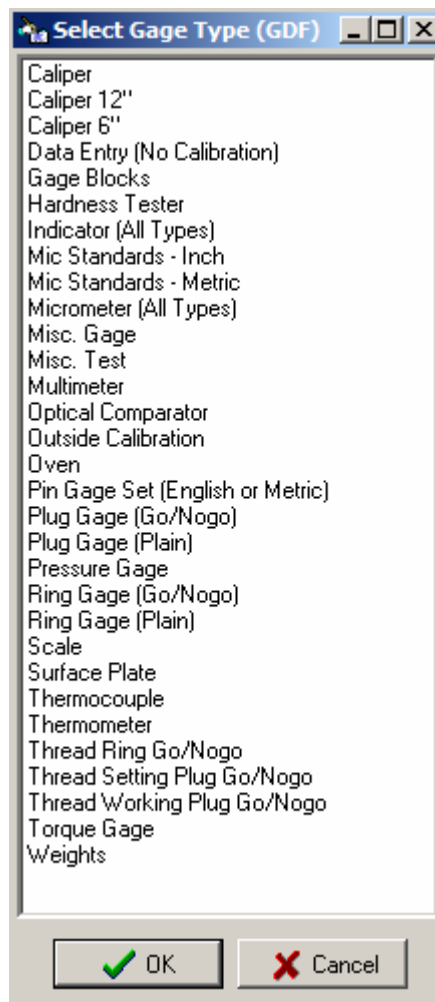 Select Gage Type (GDF)
Caliper
Caliper 12"
Caliper 6"
Data Entry (No Calibration)
Gage Blocks
Hardness Tester
Indicator (All Types)
Mic Standards - Inch
Mic Standards - Metric
Micrometer (All Types)
Misc. Gage
Misc. Test
Multimeter
Optical Comparator
Outside Calibration
Oven
Pin Gage Set (English or Metric)
Plug Gage (Go/Nogo)
Plug Gage (Plain)
Pressure Gage
Ring Gage (Go/Nogo)
Ring Gage (Plain)
Scale
Surface Plate
Thermocouple
Thermometer
Thread Ring Go/Nogo
Thread Setting Plug Go/Nogo
Thread Working Plug Go/Nogo
Torque Gage
Weights
OK Cancel